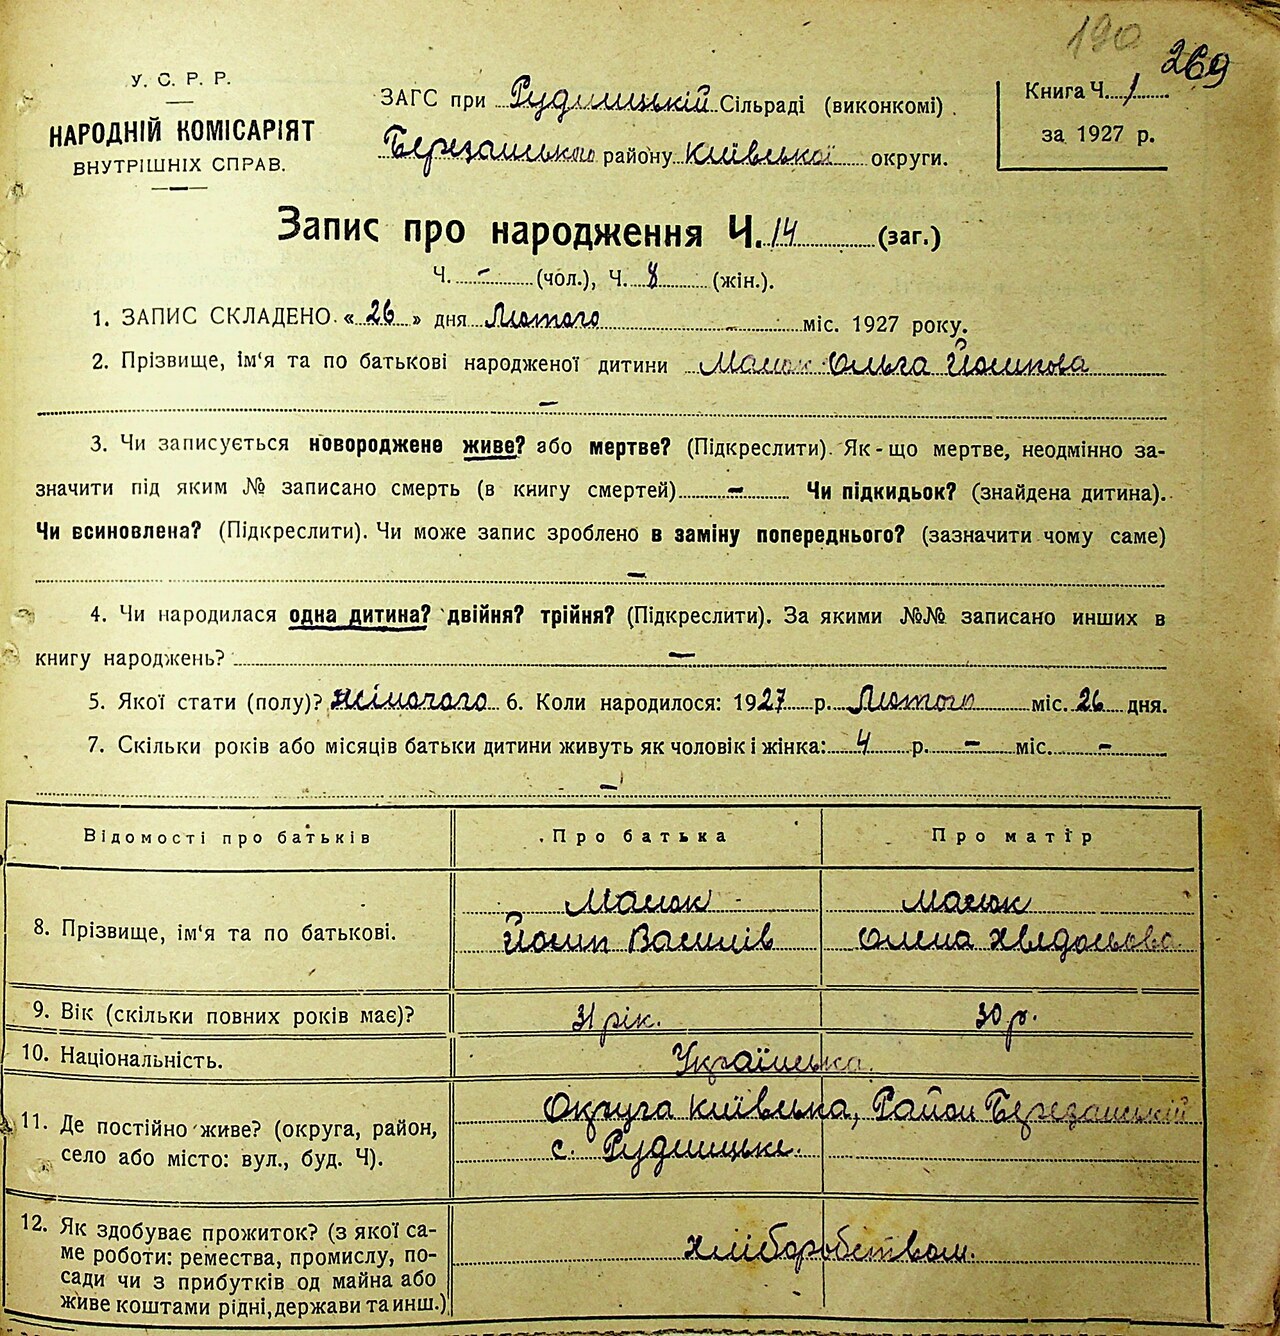 190
269
У. С. Р. Р.
НАРОДНІЙ КОМІСАРІЯТ
ВНУТРІШНІХ СПРАВ.
ЗАГС при Рудницькій Сільраді (виконкомі).
Березанського району Київської округи.
Книга Ч. 1
за 1927 р.
Запис про народження Ч. 14 (заг.)
Ч. - (чол.), Ч. 8 (жін.).
1. ЗАПИС СКЛАДЕНО «26» дня Лютого - міс. 1927 року.
2. Прізвище, ім'я та по батькові народженої дитини Ольга Йосипова
-
3. Чи записується новороджене живе? або мертве? (Підкреслити). Як-що мертве, неодмінно за-
значити під яким № записано смерть (в книгу смертей) - Чи підкидьок? (знайдена дитина).
Чи всиновлена? (Підкреслити). Чи може запис зроблено в заміну попереднього? (зазначити чому саме)
-
4. Чи народилася одна дитина? двійня? трійня? (Підкреслити). За якими №№ записано инших в
книгу народжень? -
5. Якої стати (полу)? жіночого 6. Коли народилося: 1927 р. Лютого міс. 26 дня.
7. Скільки років або місяців батьки дитини живуть як чоловік і жінка: 4 р. - міс. -
-
Відомості про батьків Про батька Про матір
8. Прізвище, ім'я та по батькові.
Йосип Василів Олена Хведосьова
9. Вік (скільки повних років має)? 31 рік. 30 р.
10. Національність. Українська.
11. Де постійно живе? (округа, район,
село або місто: вул., буд. Ч).
Округа Київська, Район Березанській
с. Рудницьке.
12. Як здобуває прожиток? (з якої са-
ме роботи: ремества, промислу, по-
сади чи з прибутків од майна або
живе коштами рідні, держави та инш.)
хліборобством.